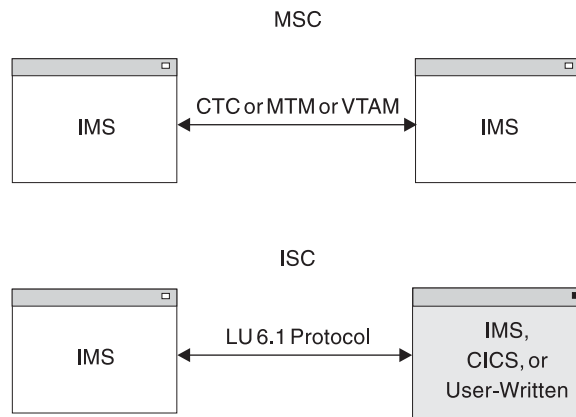 MSC
IMS
CTC or MTM or VTAM
IMS
ISC
IMS
LU 6.1 Protocol
IMS,
CICS, or
User-Written